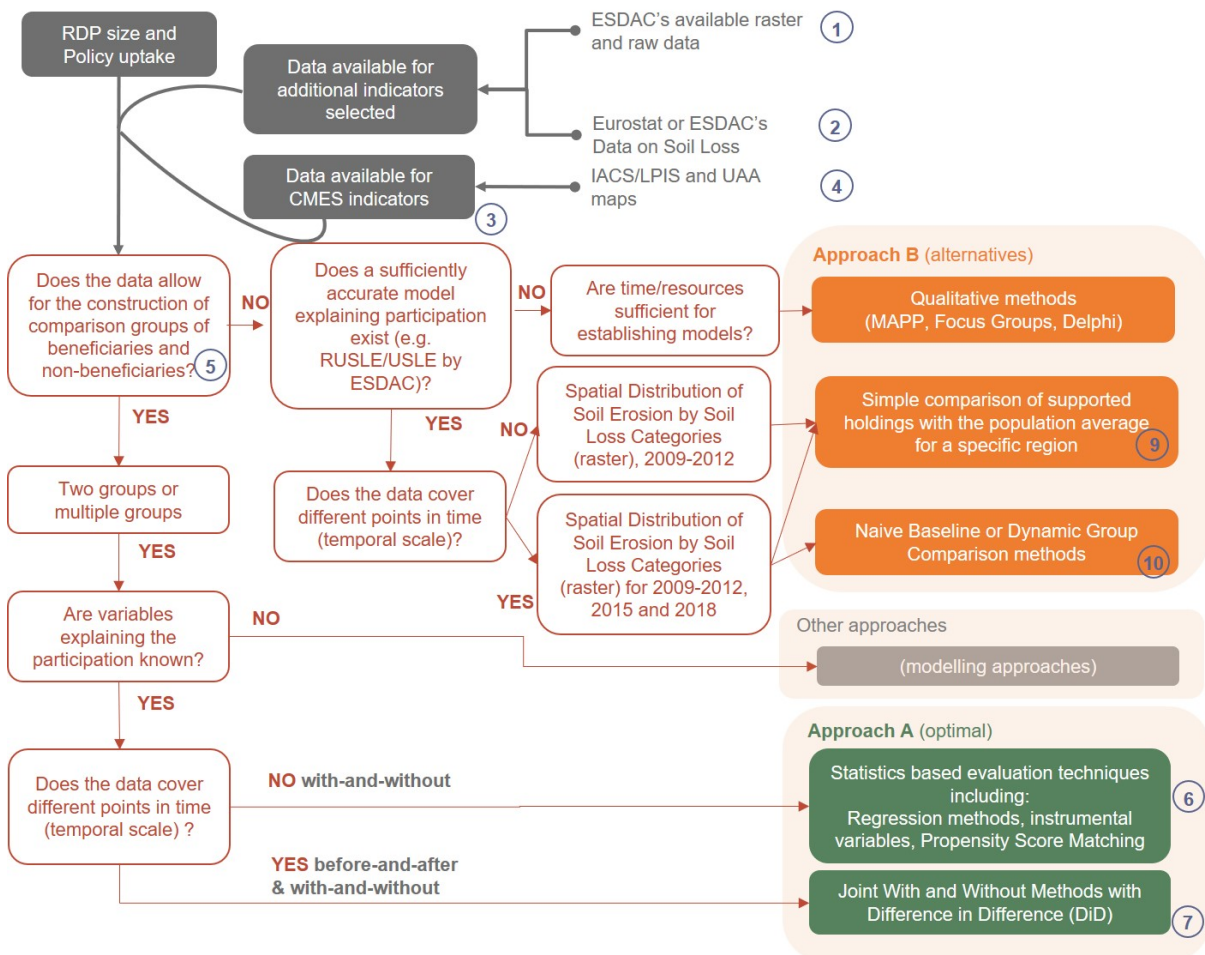 RDP size and
Policy uptake
Data available for
additional indicators
selected
ESDAC's available raster
and raw data
1
Eurostat or ESDAC's
Data on Soil Loss
2
Data available for
CMES indicators
3
IACS/LPIS and UAA
maps
4
Does the data allow
for the construction of
comparison groups of
beneficiaries and
non-beneficiaries?
5
NO
Does a sufficiently
accurate model
explaining participation
exist (e.g.
RUSLE/USLE by
ESDAC)?
NO
Are time/resources
sufficient for
establishing models?
Approach B (alternatives)
Qualitative methods
(MAPP, Focus Groups, Delphi)
YES
YES
NO
Spatial Distribution of
Soil Erosion by Soil
Loss Categories
(raster), 2009-2012
Simple comparison of supported
holdings with the population average
for a specific region
9
Two groups or
multiple groups
Does the data cover
different points in time
(temporal scale)?
YES
Spatial Distribution of
Soil Erosion by Soil
Loss Categories
(raster) for 2009-2012,
2015 and 2018
Naive Baseline or Dynamic Group
Comparison methods
10
YES
Are variables
explaining the
participation known?
NO
Other approaches
(modelling approaches)
YES
Does the data cover
different points in time
(temporal scale) ?
NO with-and-without
YES before-and-after
& with-and-without
Approach A (optimal)
Statistics based evaluation techniques
including:
Regression methods, instrumental
variables, Propensity Score Matching
6
Joint With and Without Methods with
Difference in Difference (DiD)
7